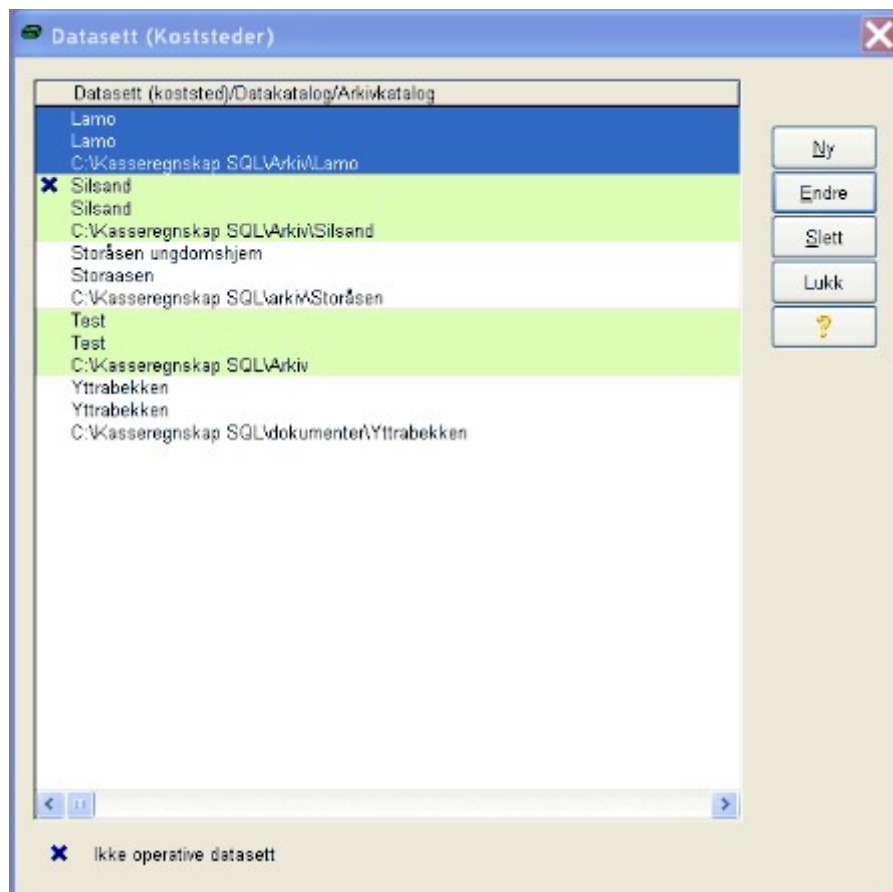 Datasett (Koststeder)
Datasett (koststed)/Datakatalog/Arkivkatalog
Lamo
Lamo
C:\Kasseregnskap SQL\Arkiv\Lamo
Silsand
Silsand
C:\Kasseregnskap SQL\Arkiv\Silsand
Storåsen ungdomshjem
Storaasen
C:\Kasseregnskap SQL\arkiv\Storåsen
Test
Test
C:\Kasseregnskap SQL\Arkiv
Yttrabekken
Yttrabekken
C:\Kasseregnskap SQL\dokumenter\Yttrabekken
Ny
Endre
Slett
Lukk
?
Ikke operative datasett